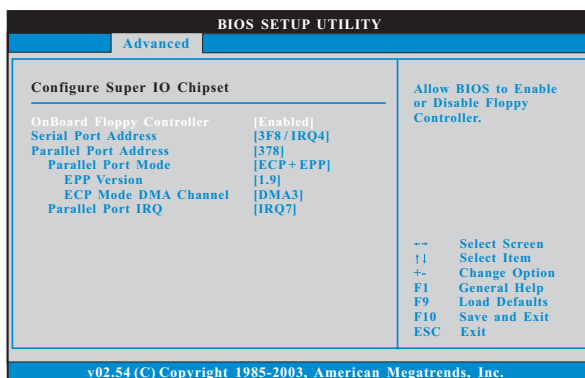 BIOS SETUP UTILITY
Advanced
Configure Super IO Chipset
OnBoard Floppy Controller [Enabled]
Serial Port Address [3F8 / IRQ4]
Parallel Port Address [378]
Parallel Port Mode [ECP + EPP]
EPP Version [1.9]
ECP Mode DMA Channel [DMA3]
Parallel Port IRQ [IRQ7]
Allow BIOS to Enable
or Disable Floppy
Controller.
←→ Select Screen
↑↓ Select Item
+- Change Option
F1 General Help
F9 Load Defaults
F10 Save and Exit
ESC Exit
v02.54 (C) Copyright 1985-2003, American Megatrends, Inc.